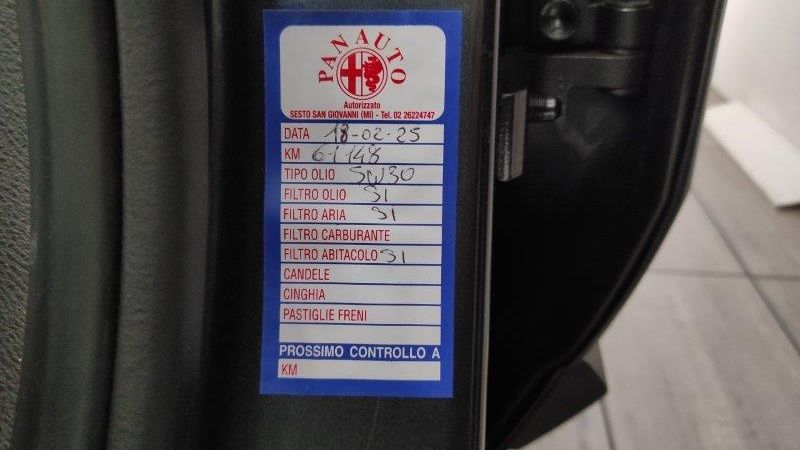 PANAUTO
Autorizzato
SESTO SAN GIOVANNI (MI) - Tel. 02 26224747
DATA 18-02-25
KM 61148
TIPO OLIO 5W30
FILTRO OLIO SI
FILTRO ARIA SI
FILTRO CARBURANTE
FILTRO ABITACOLO SI
CANDELE
CINGHIA
PASTIGLIE FRENI
PROSSIMO CONTROLLO A
KM